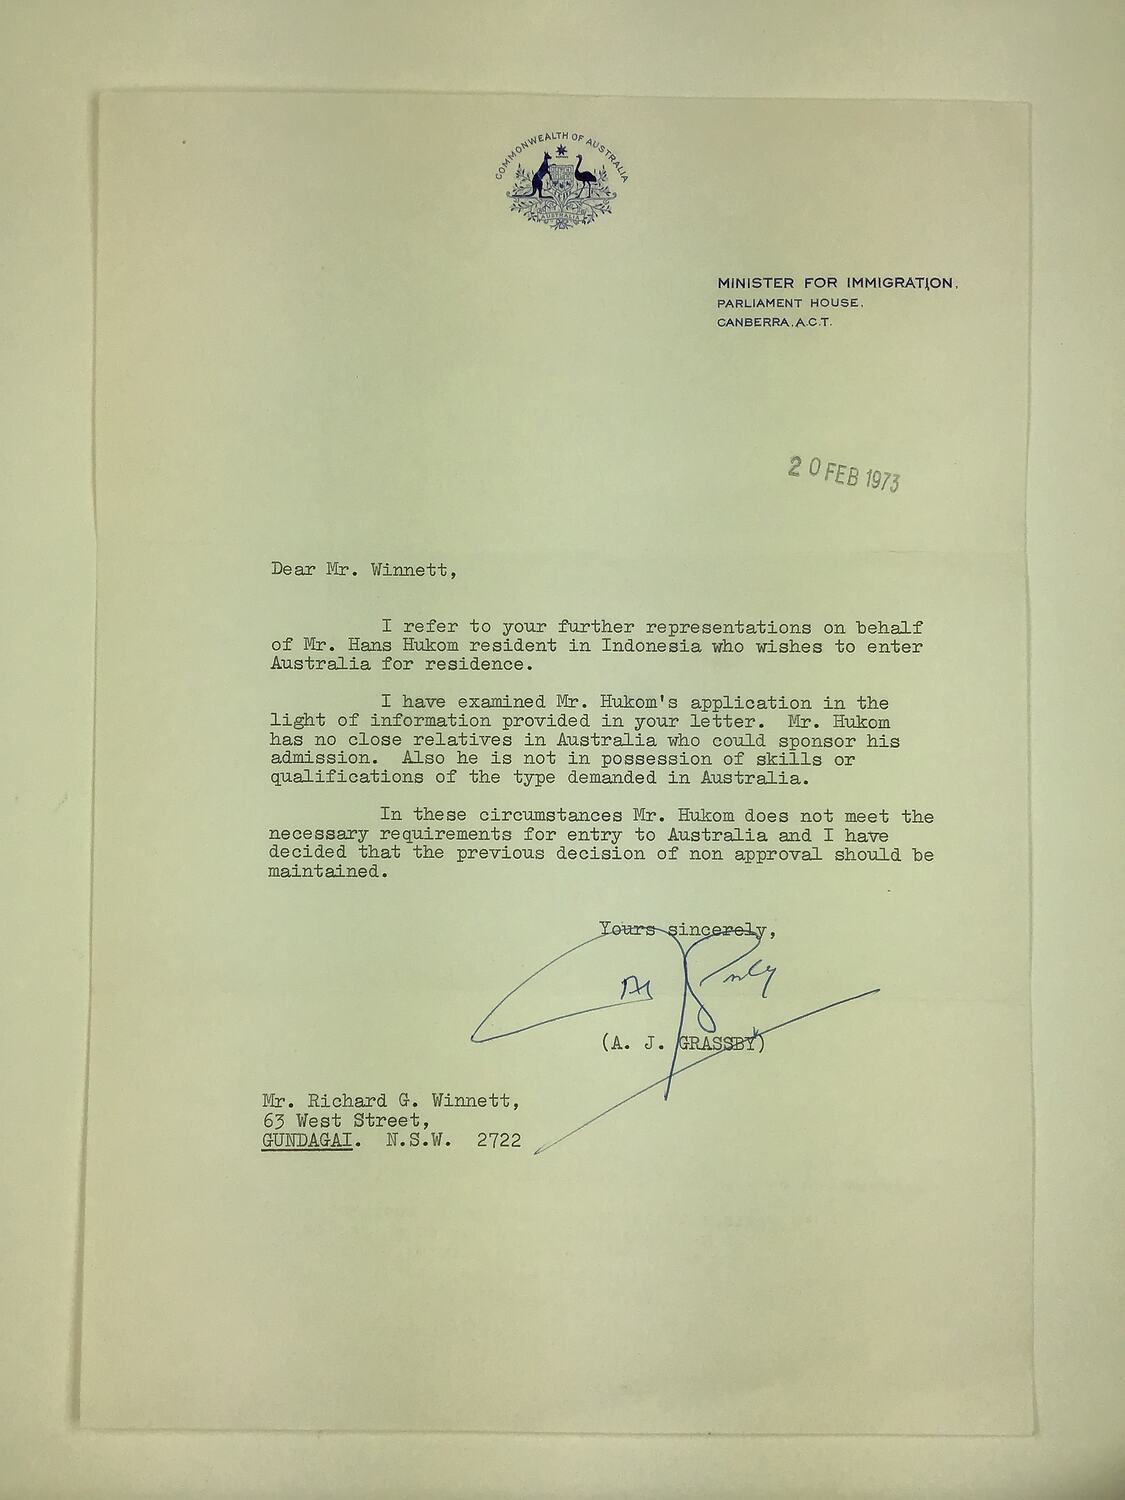 COMMONWEALTH OF AUSTRALIA
AUSTRALIA
MINISTER FOR IMMIGRATION,
PARLIAMENT HOUSE,
CANBERRA, A.C.T.
20 FEB 1973
Dear Mr. Winnett,
I refer to your further representations on behalf
of Mr. Hans Hukom resident in Indonesia who wishes to enter
Australia for residence.
I have examined Mr. Hukom's application in the
light of information provided in your letter.  Mr. Hukom
has no close relatives in Australia who could sponsor his
admission.  Also he is not in possession of skills or
qualifications of the type demanded in Australia.
In these circumstances Mr. Hukom does not meet the
necessary requirements for entry to Australia and I have
decided that the previous decision of non approval should be
maintained.
Yours sincerely,
(A. J. GRASSBY)
Mr. Richard G. Winnett,
63 West Street,
GUNDAGAI.  N.S.W.  2722